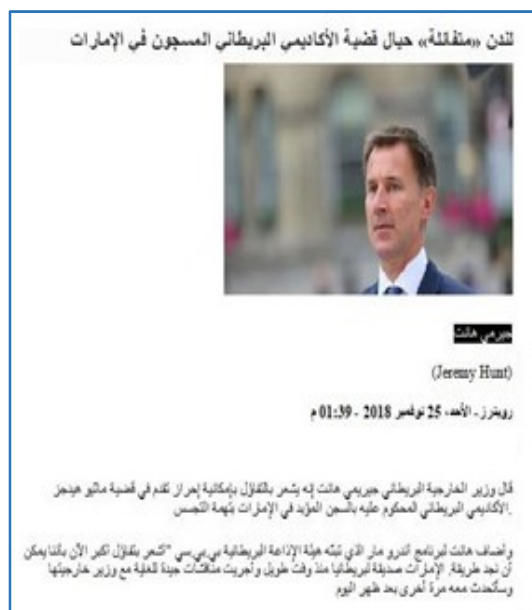 لندن «متفائلة» حيال قضية الأكاديمي البريطاني المسجون في الإمارات
جيرمي هانت
(Jeremy Hunt)
رويترز - الأحد، 25 نوفمبر 2018 - 01:39 م
قال وزير الخارجية البريطاني جيريمي هانت إنه يشعر بالتفاؤل بإمكانية إحراز تقدم في قضية ماثيو هيدجز
.الأكاديمي البريطاني المحكوم عليه بالسجن المؤبد في الإمارات بتهمة التجسس
وأضاف هانت لبرنامج أندرو مار الذي تبثه هيئة الإذاعة البريطانية بي.بي.سي "أشعر بتفاؤل أكبر الآن بأننا يمكن
أن نجد طريقة. الإمارات صديقة لبريطانيا منذ وقت طويل وأجريت مناقشات جيدة للغاية مع وزير خارجيتها
وسأتحدث معه مرة أخرى بعد ظهر اليوم